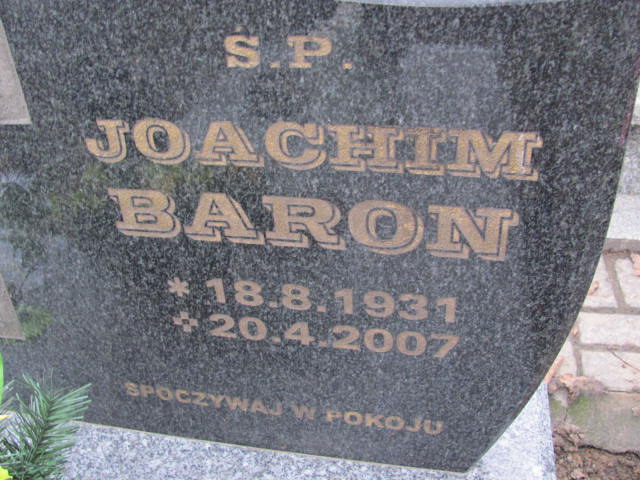 Ś.P.
JOACHIM
BARON
* 18.8.1931
✣ 20.4.2007
SPOCZYWAJ W POKOJU